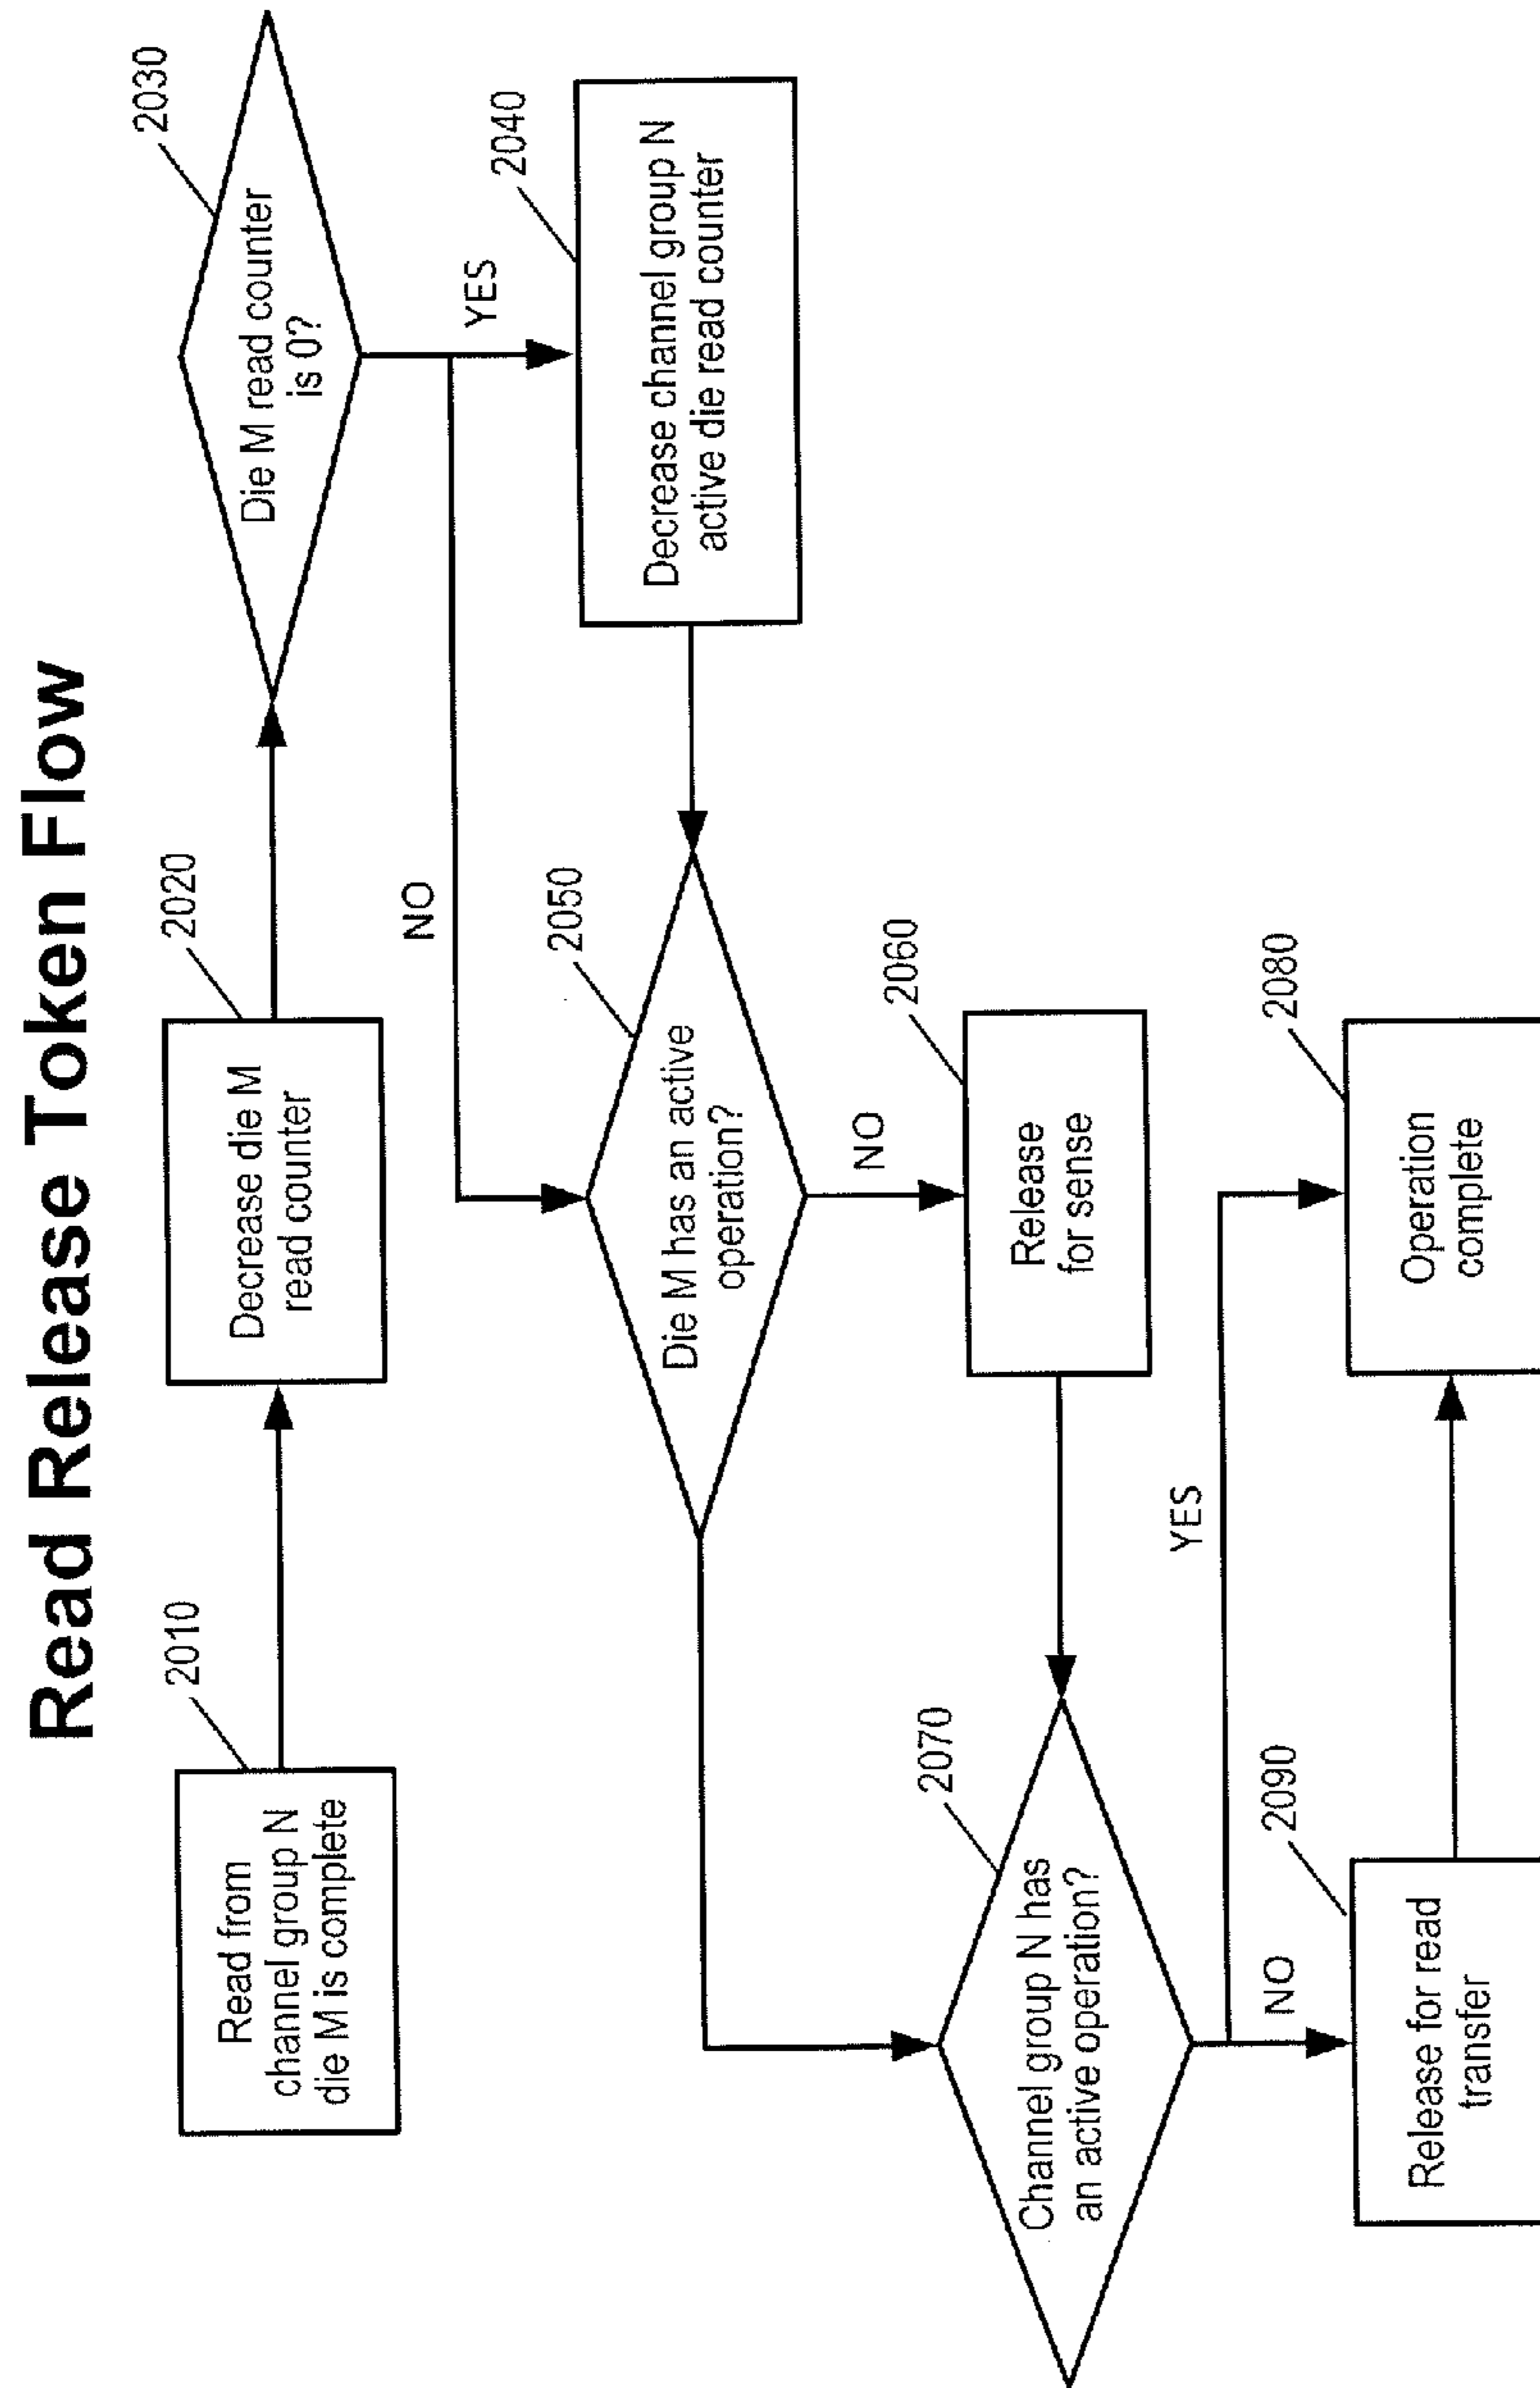 Read Release Token Flow
2010
Read from
channel group N
die M is complete
2020
Decrease die M
read counter
2030
Die M read counter
is 0?
YES
NO
2040
Decrease channel group N
active die read counter
2050
Die M has an active
operation?
NO
2060
Release
for sense
2070
Channel group N has
an active operation?
YES
NO
2080
Operation
complete
2090
Release for read
transfer